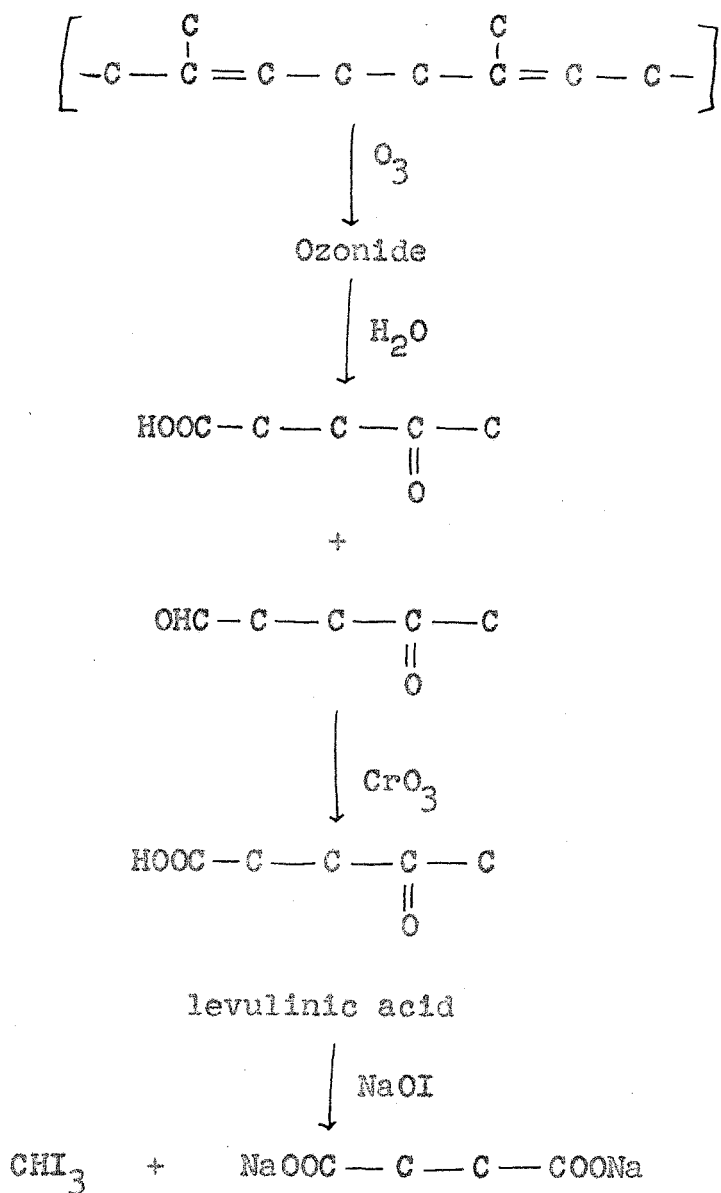 C C
[-C — C = C — C — C — C = C — C —]
O3
Ozonide
H2O
HOOC — C — C — C — C
||
O
+
OHC — C — C — C — C
||
O
CrO3
HOOC — C — C — C — C
||
O
levulinic acid
NaOI
CHI3 + NaOOC — C — C — COONa